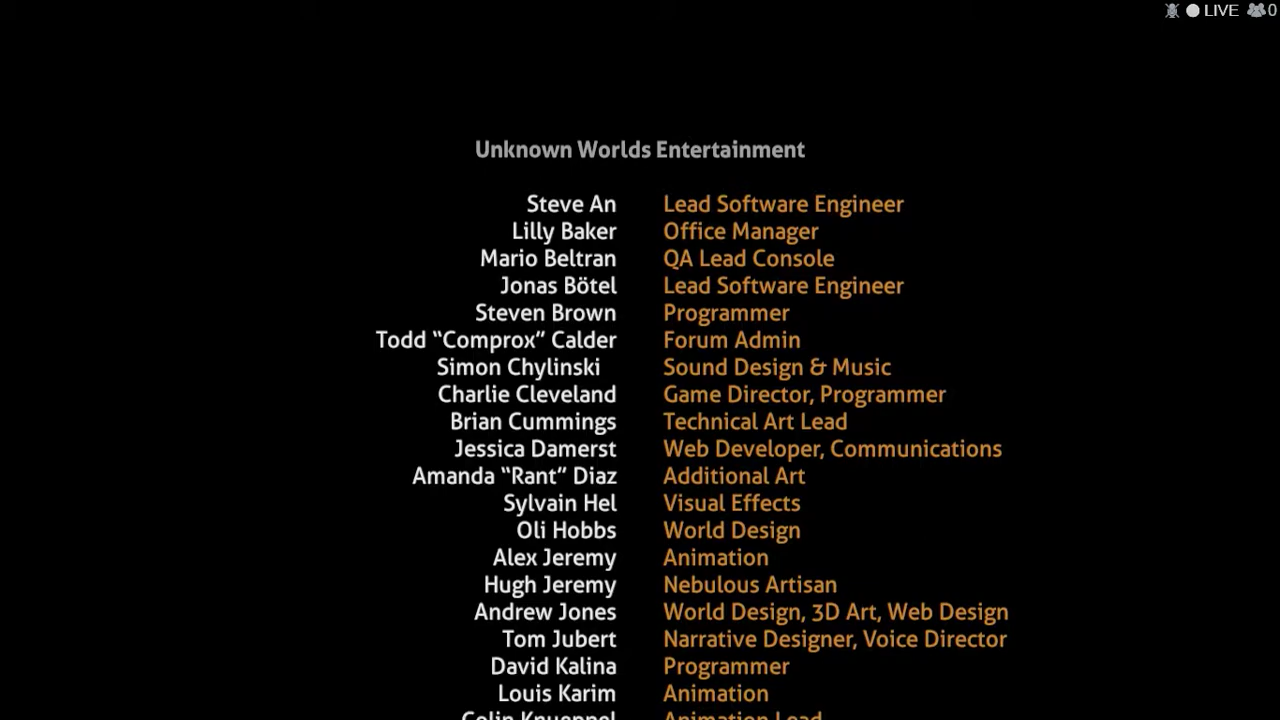 LIVE 0
Unknown Worlds Entertainment
Steve An Lead Software Engineer
Lilly Baker Office Manager
Mario Beltran QA Lead Console
Jonas Bötel Lead Software Engineer
Steven Brown Programmer
Todd “Comprox” Calder Forum Admin
Simon Chylinski Sound Design & Music
Charlie Cleveland Game Director, Programmer
Brian Cummings Technical Art Lead
Jessica Damerst Web Developer, Communications
Amanda “Rant” Diaz Additional Art
Sylvain Hel Visual Effects
Oli Hobbs World Design
Alex Jeremy Animation
Hugh Jeremy Nebulous Artisan
Andrew Jones World Design, 3D Art, Web Design
Tom Jubert Narrative Designer, Voice Director
David Kalina Programmer
Louis Karim Animation
Colin Knueppel Animation Lead